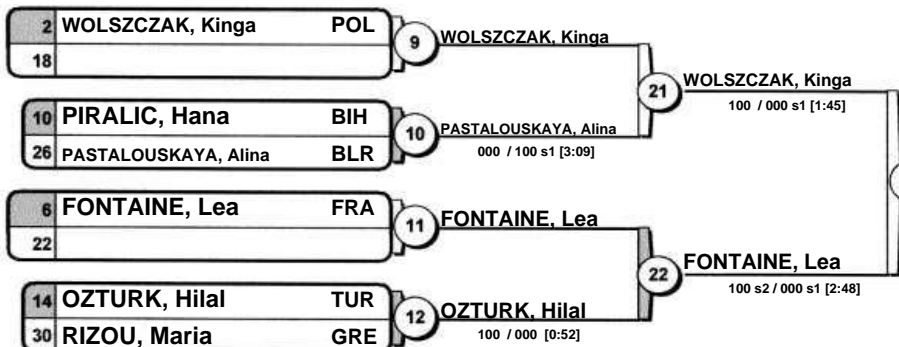 2 WOLSZCZAK, Kinga POL
18
9
WOLSZCZAK, Kinga
10 PIRALIC, Hana BIH
26 PASTALOUSKAYA, Alina BLR
10
PASTALOUSKAYA, Alina
000 / 100 s1 [3:09]
21
WOLSZCZAK, Kinga
100 / 000 s1 [1:45]
6 FONTAINE, Lea FRA
22
11
FONTAINE, Lea
14 OZTURK, Hilal TUR
30 RIZOU, Maria GRE
12
OZTURK, Hilal
100 / 000 [0:52]
22
FONTAINE, Lea
100 s2 / 000 s1 [2:48]